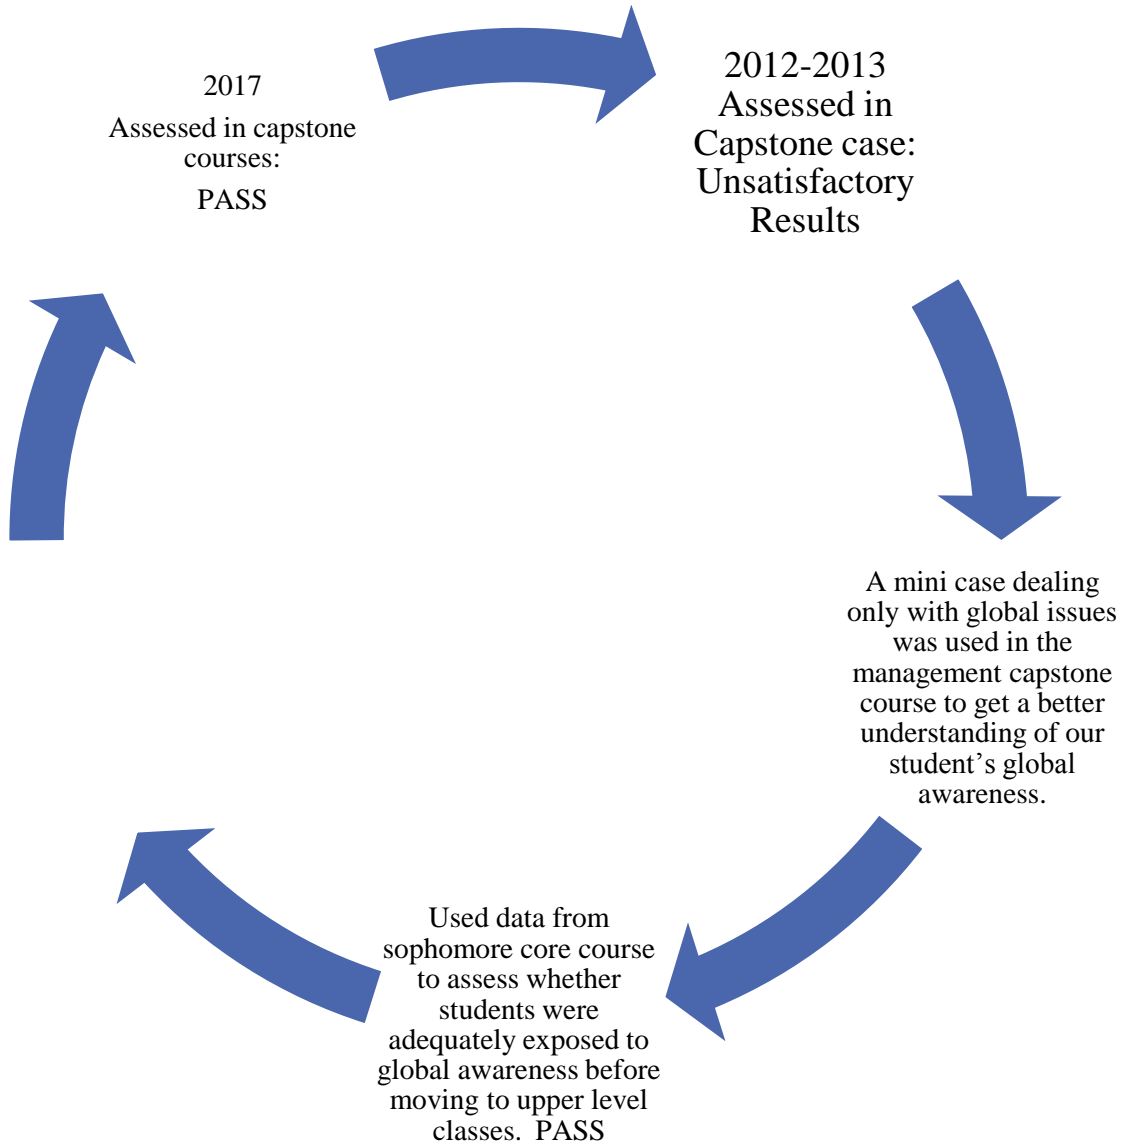 2017
Assessed in capstone
courses:
PASS
2012-2013
Assessed in
Capstone case:
Unsatisfactory
Results
A mini case dealing
only with global issues
was used in the
management capstone
course to get a better
understanding of our
student’s global
awareness.
Used data from
sophomore core course
to assess whether
students were
adequately exposed to
global awareness before
moving to upper level
classes.  PASS